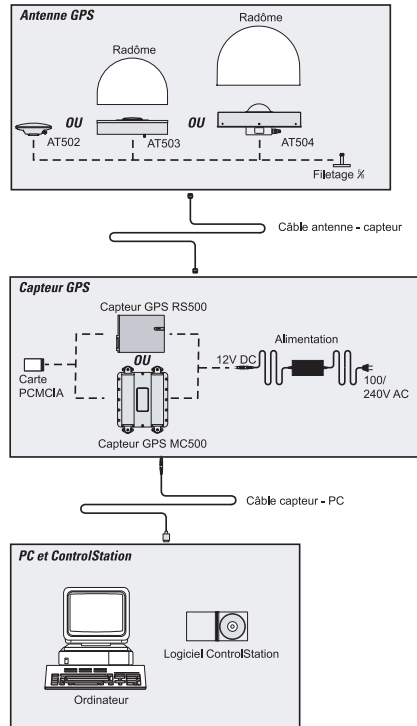 Antenne GPS
Radôme
Radôme
OU
OU
AT502
AT503
AT504
Filetage ⅝
Câble antenne - capteur
Capteur GPS
Capteur GPS RS500
Alimentation
OU
12V DC
Carte
PCMCIA
100/
240V AC
Capteur GPS MC500
Câble capteur - PC
PC et ControlStation
Logiciel ControlStation
Ordinateur